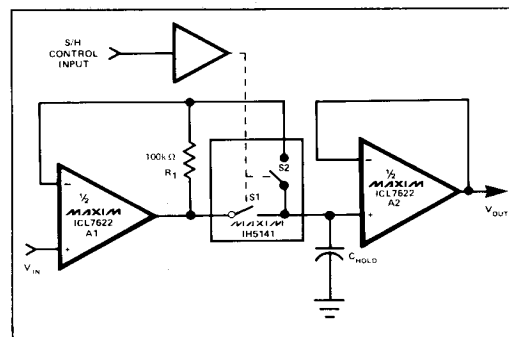 S/H
CONTROL
INPUT
100kΩ
R1
S2
S1
MAXIM
IH5141
−
½
MAXIM
ICL7622
A1
+
VIN
½
MAXIM
ICL7622
A2
−
+
VOUT
CHOLD